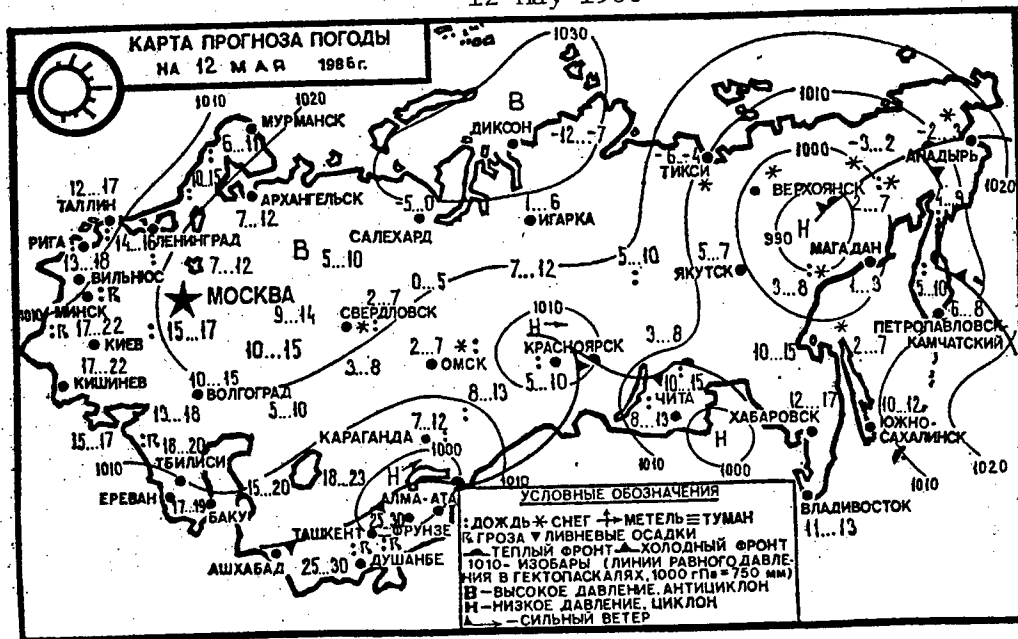 12 May 1986
КАРТА ПРОГНОЗА ПОГОДЫ
НА 12 МАЯ 1986г.
1030
1010
1020
МУРМАНСК
6...11
В
ДИКСОН
-12...-7
1010
-3...2
-2...3
10...15
12...17
ТАЛЛИН
АРХАНГЕЛЬСК
7...12
-5...0
САЛЕХАРД
1...6
ИГАРКА
-6...-4
ТИКСИ
1000
АНАДЫРЬ
1020
ВЕРХОЯНСК
2...7
РИГА
14...16
ЛЕНИНГРАД
В
990 Н
МАГАДАН
13...18
ВИЛЬНЮС
7...12
5...10
7...12
5...10
5...7
ЯКУТСК
МОСКВА
0...5
3...8
1...3
5...10
МИНСК
1010
2...7
СВЕРДЛОВСК
1010
6...8
17...22
КИЕВ
15...17
9...14
Н
3...8
ПЕТРОПАВЛОВСК-
КАМЧАТСКИЙ
10...15
2...7
ОМСК
КРАСНОЯРСК
10...15
2...7
17...22
КИШИНЕВ
10...15
ВОЛГОГРАД
3...8
5...10
10...15
ЧИТА
12...17
5...10
8...13
8...13
ХАБАРОВСК
10...12
ЮЖНО-
САХАЛИНСК
13...18
15...17
7...12
КАРАГАНДА
Н
18...20
ТБИЛИСИ
1010
1000
1010
1000
1010
1020
18...23
Н
1010
ЕРЕВАН
17...19
БАКУ
15...20
АЛМА-АТА
25...30
ФРУНЗЕ
ТАШКЕНТ
ВЛАДИВОСТОК
11...13
АШХАБАД
25...30
ДУШАНБЕ
УСЛОВНЫЕ ОБОЗНАЧЕНИЯ
ДОЖДЬ СНЕГ МЕТЕЛЬ ТУМАН
ГРОЗА ЛИВНЕВЫЕ ОСАДКИ
ТЕПЛЫЙ ФРОНТ ХОЛОДНЫЙ ФРОНТ
1010- ИЗОБАРЫ (ЛИНИИ РАВНОГО ДАВЛЕ-
НИЯ В ГЕКТОПАСКАЛЯХ, 1000 гПа = 750 мм)
В-ВЫСОКОЕ ДАВЛЕНИЕ, АНТИЦИКЛОН
Н-НИЗКОЕ ДАВЛЕНИЕ, ЦИКЛОН
-СИЛЬНЫЙ ВЕТЕР